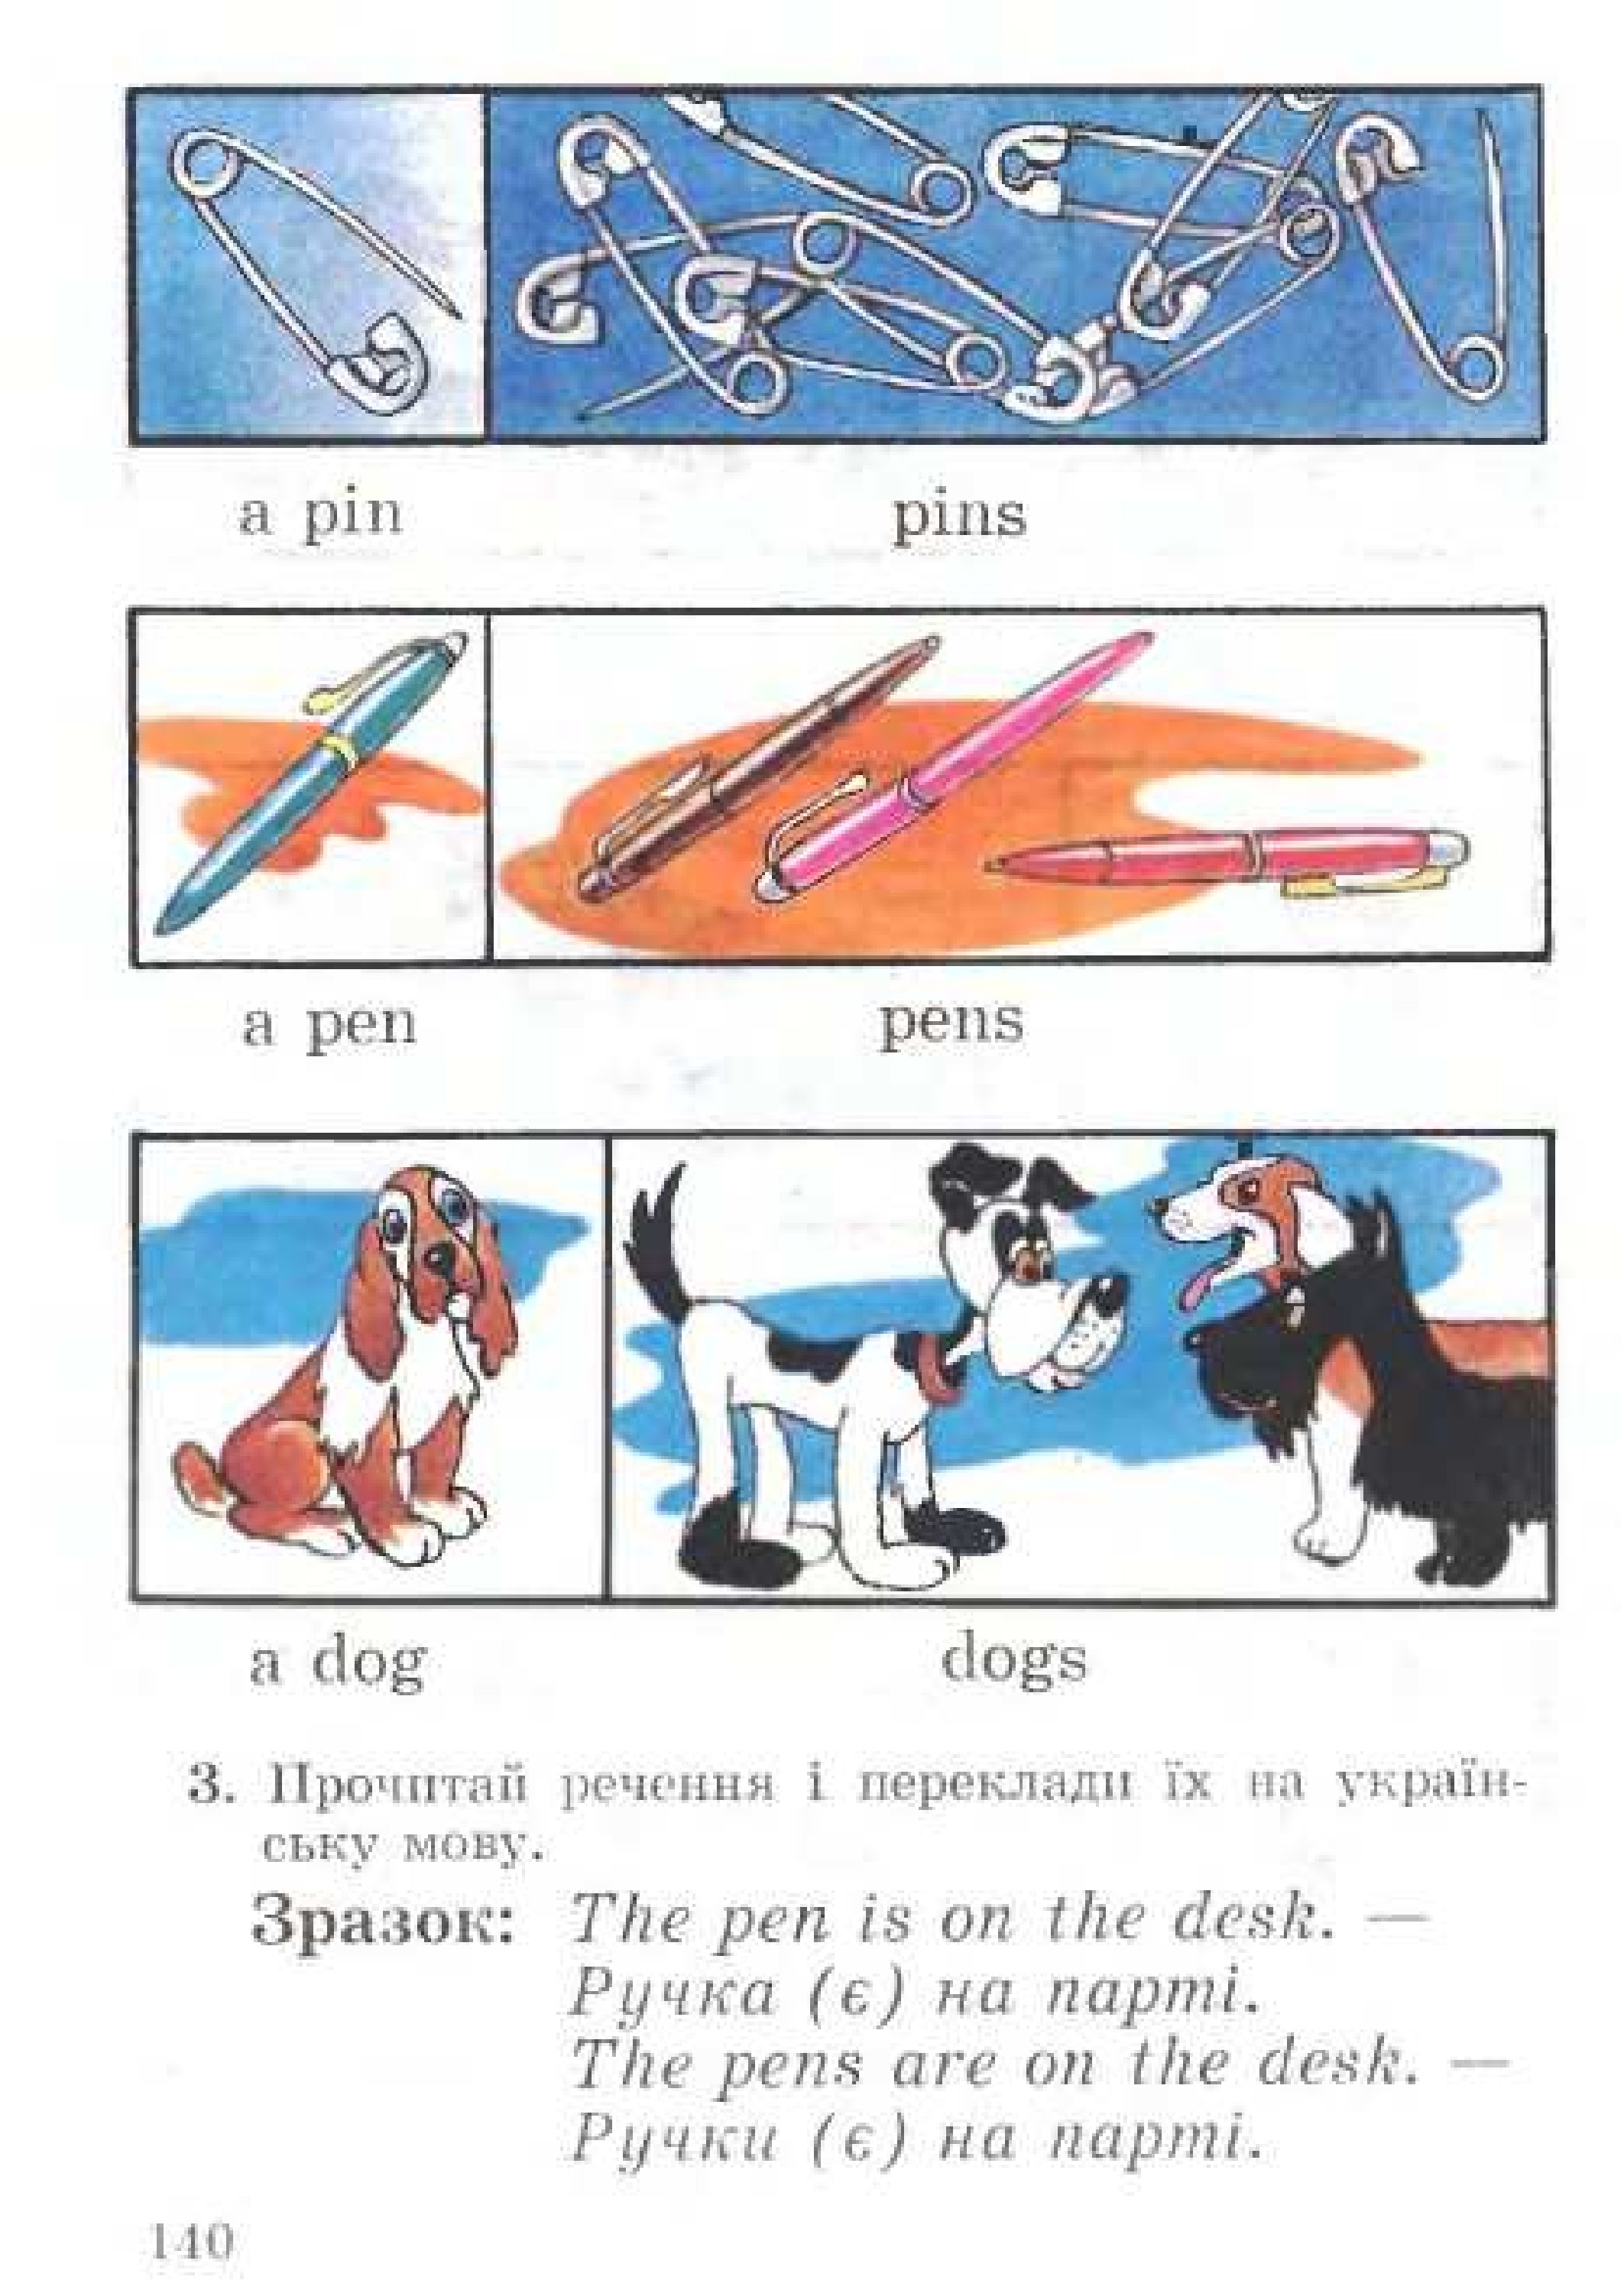 a pin pins
a pen pens
a dog dogs
3. Прочитай речення і переклади їх на україн-
ську мову.
Зразок: The pen is on the desk. —
Ручка (є) на парті.
The pens are on the desk. —
Ручки (є) на парті.
140